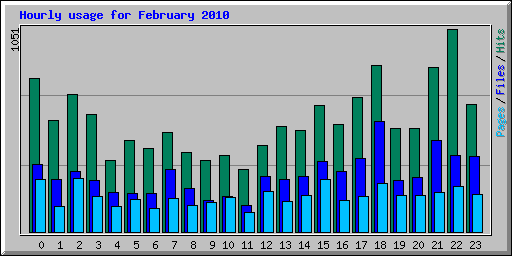 Hourly usage for February 2010
1051
Pages / Files / Hits
0 1 2 3 4 5 6 7 8 9 10 11 12 13 14 15 16 17 18 19 20 21 22 23